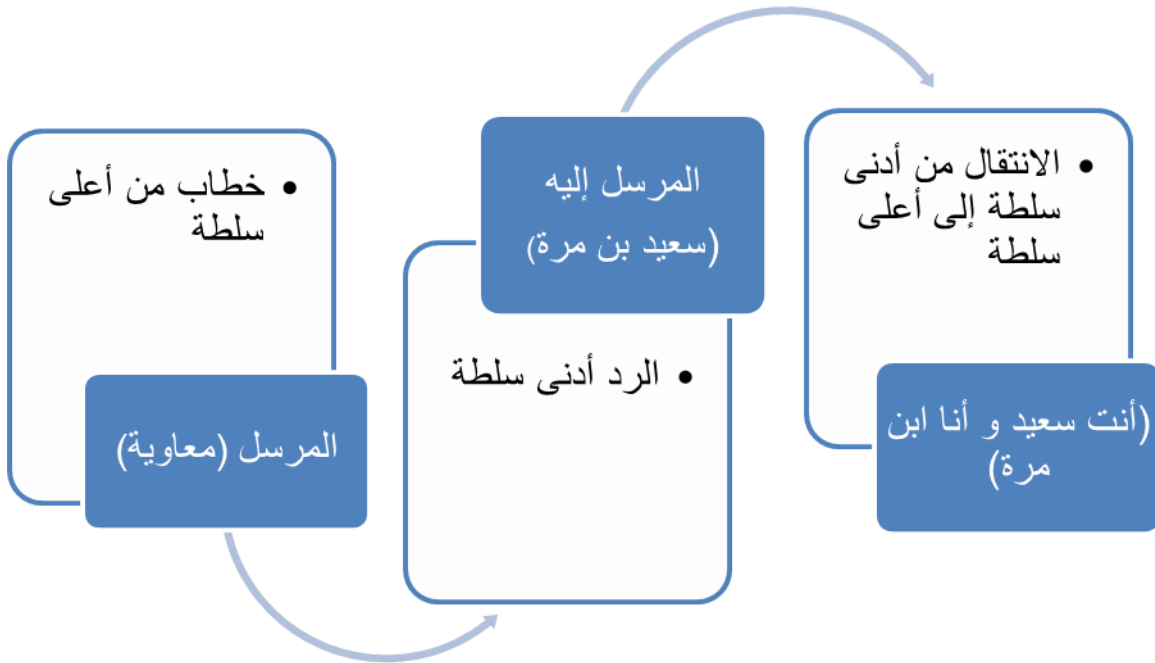 • خطاب من أعلى
سلطة
المرسل (معاوية)
المرسل إليه
(سعيد بن مرة)
• الرد أدنى سلطة
• الانتقال من أدنى
سلطة إلى أعلى
سلطة
(أنت سعيد و أنا ابن
مرة)